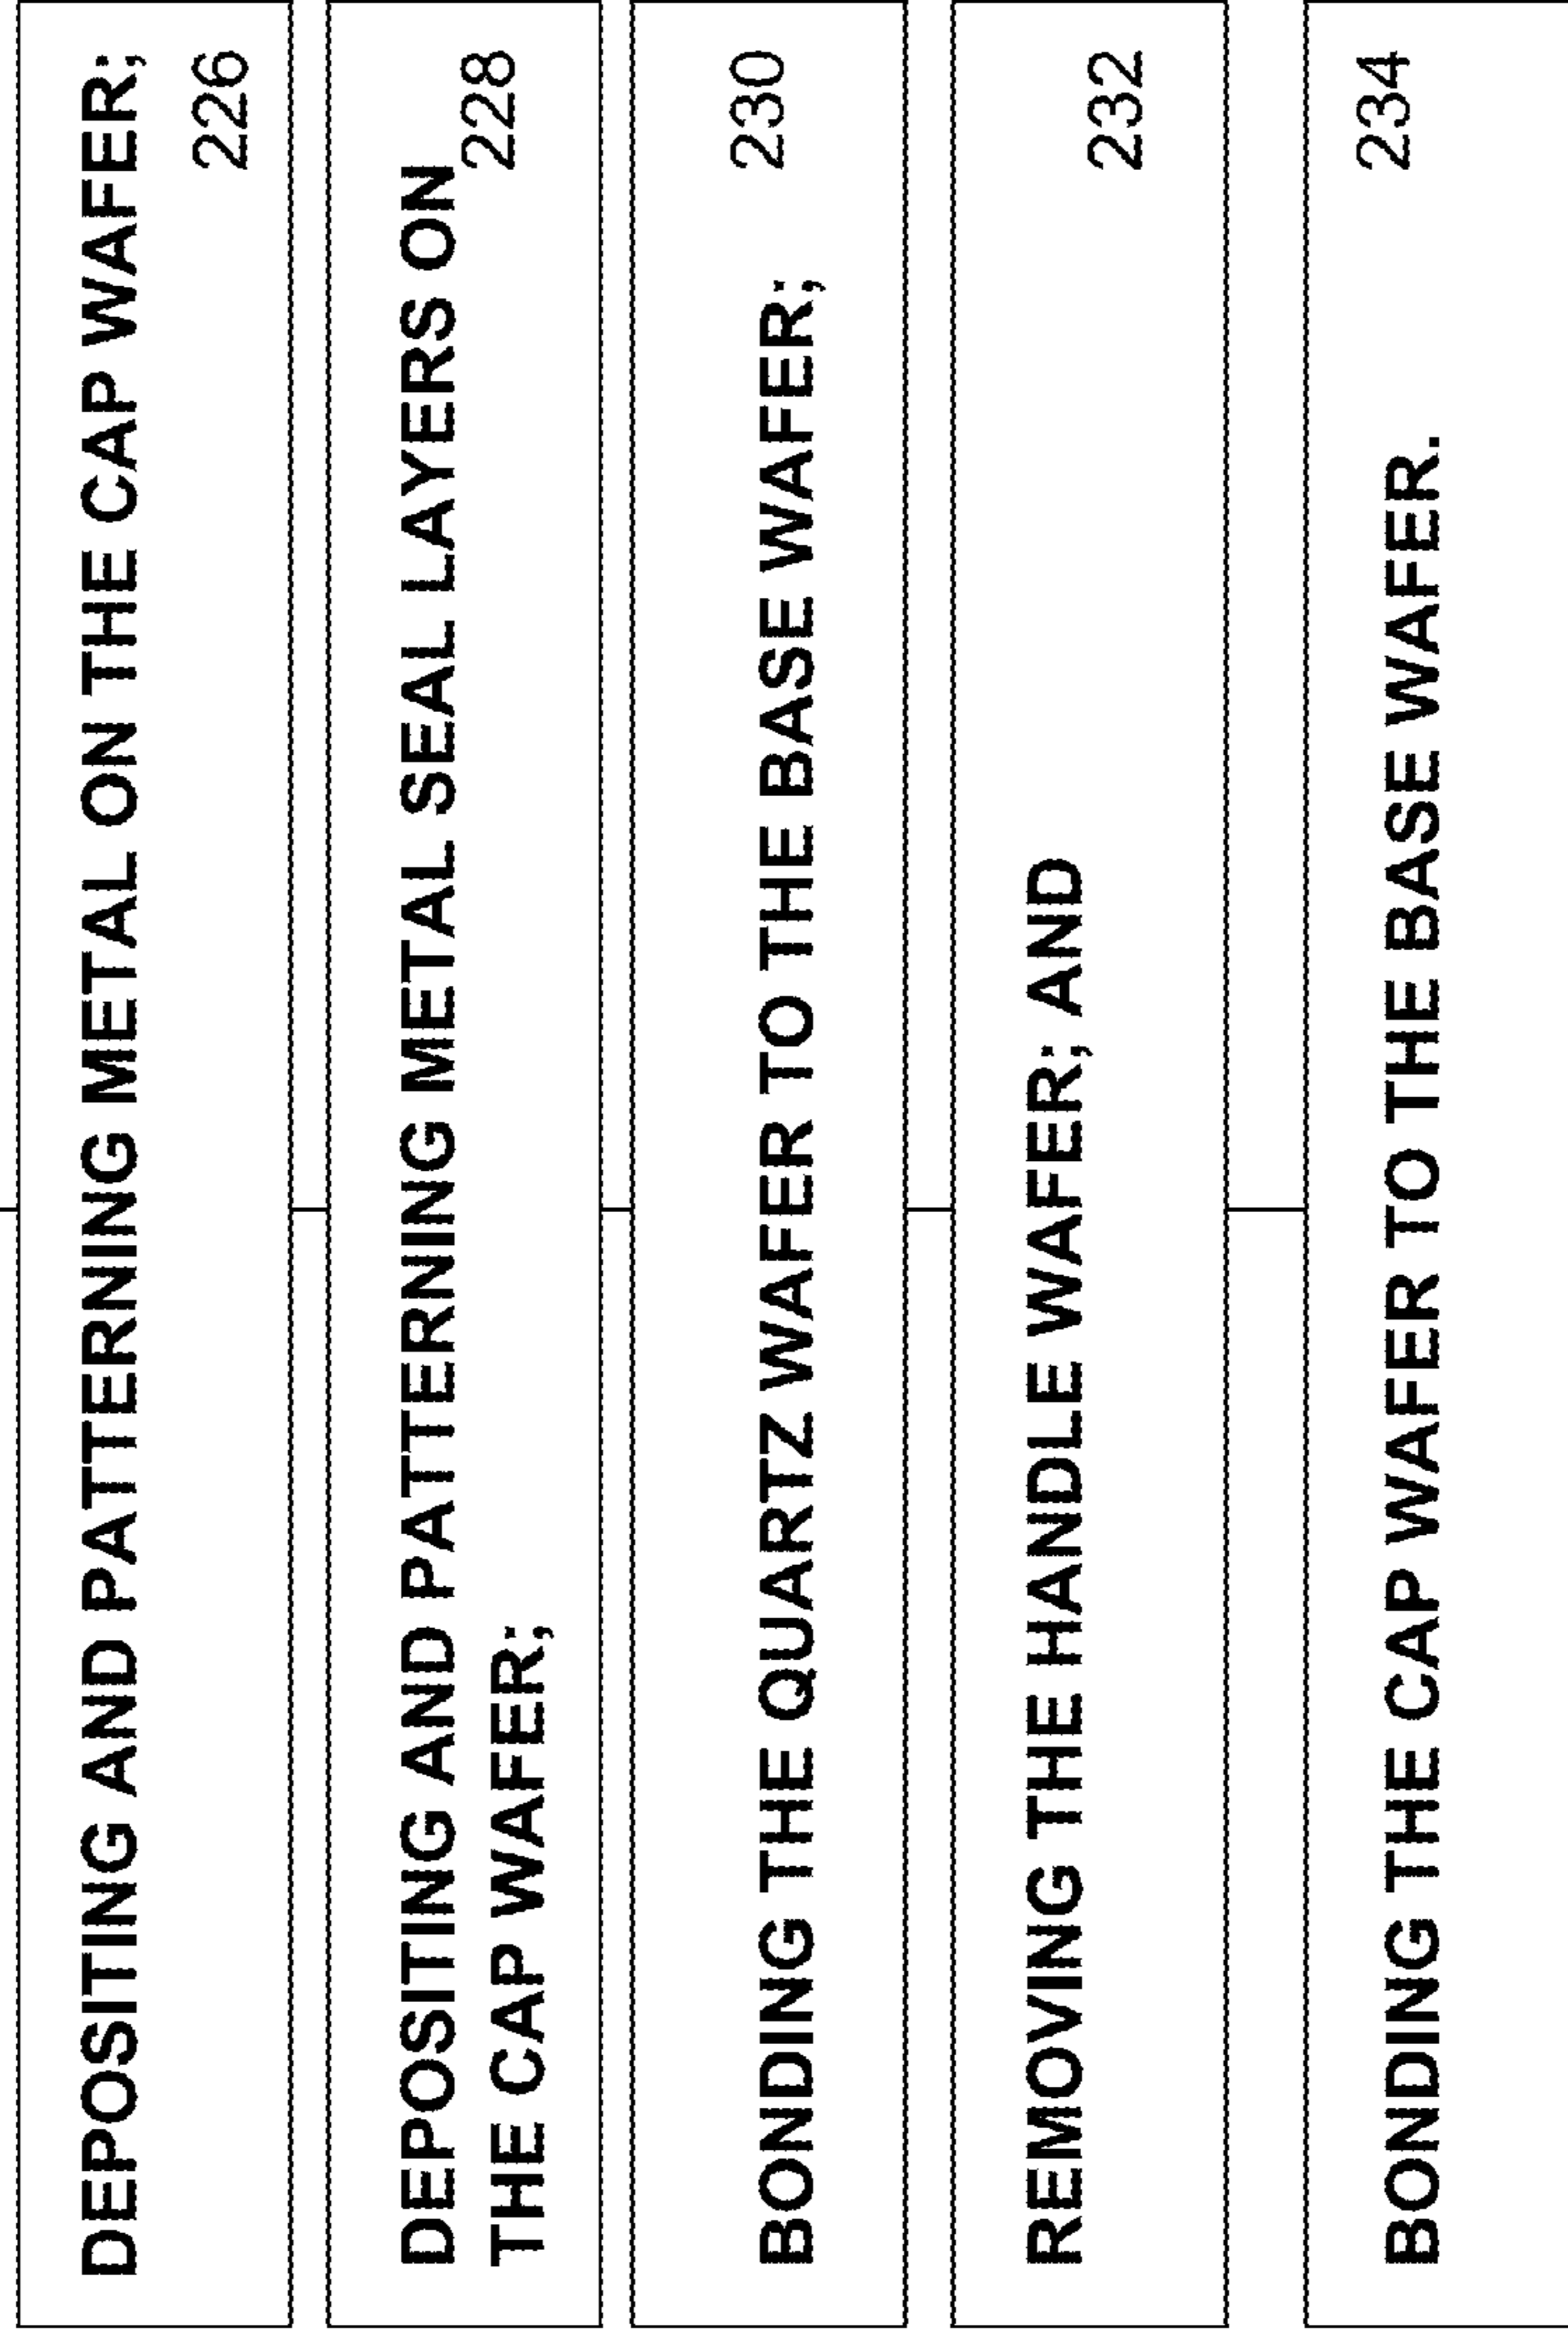 DEPOSITING AND PATTERNING METAL ON THE CAP WAFER;
226
DEPOSITING AND PATTERNING METAL SEAL LAYERS ON
THE CAP WAFER;
228
BONDING THE QUARTZ WAFER TO THE BASE WAFER;
230
REMOVING THE HANDLE WAFER; AND
232
BONDING THE CAP WAFER TO THE BASE WAFER.
234